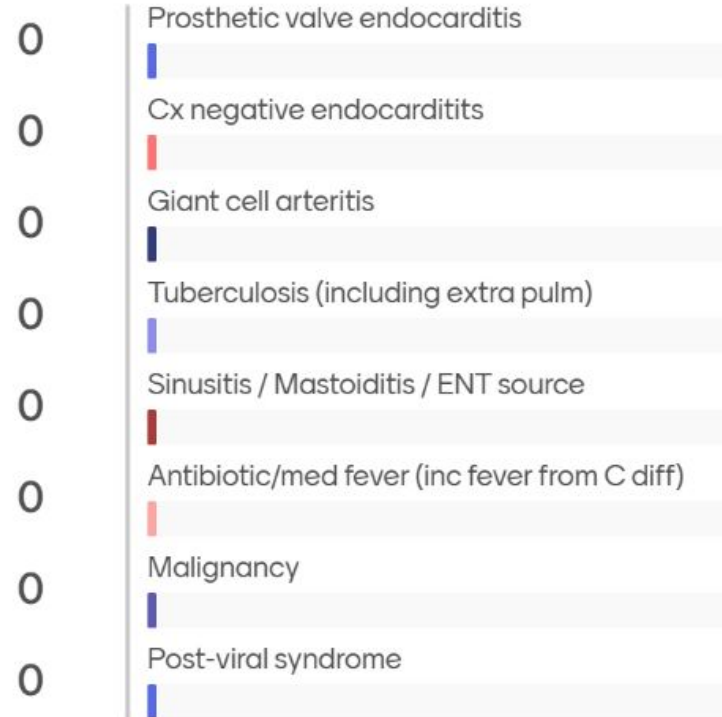 0 Prosthetic valve endocarditis
0 Cx negative endocarditits
0 Giant cell arteritis
0 Tuberculosis (including extra pulm)
0 Sinusitis / Mastoiditis / ENT source
0 Antibiotic/med fever (inc fever from C diff)
0 Malignancy
0 Post-viral syndrome